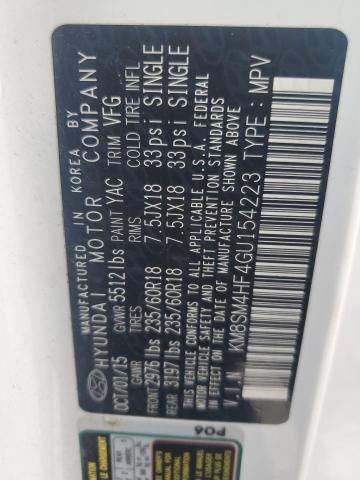 MANUFACTURED IN KOREA BY
HYUNDAI MOTOR COMPANY
OCT/01/15 GVWR 5512 lbs PAINT YAC TRIM VFG
GAWR TIRES RIMS COLD TIRE INFL
FRONT 2976 lbs 235/60R18 7.5JX18 33psi SINGLE
REAR 3197 lbs 235/60R18 7.5JX18 33psi SINGLE
THIS VEHICLE CONFORMS TO ALL APPLICABLE U.S.A. FEDERAL
MOTOR VEHICLE SAFETY AND THEFT PREVENTION STANDARDS
IN EFFECT ON THE DATE OF MANUFACTURE SHOWN ABOVE.
V.I.N: KM8SM4HF4GU154223 TYPE: MPV
P06